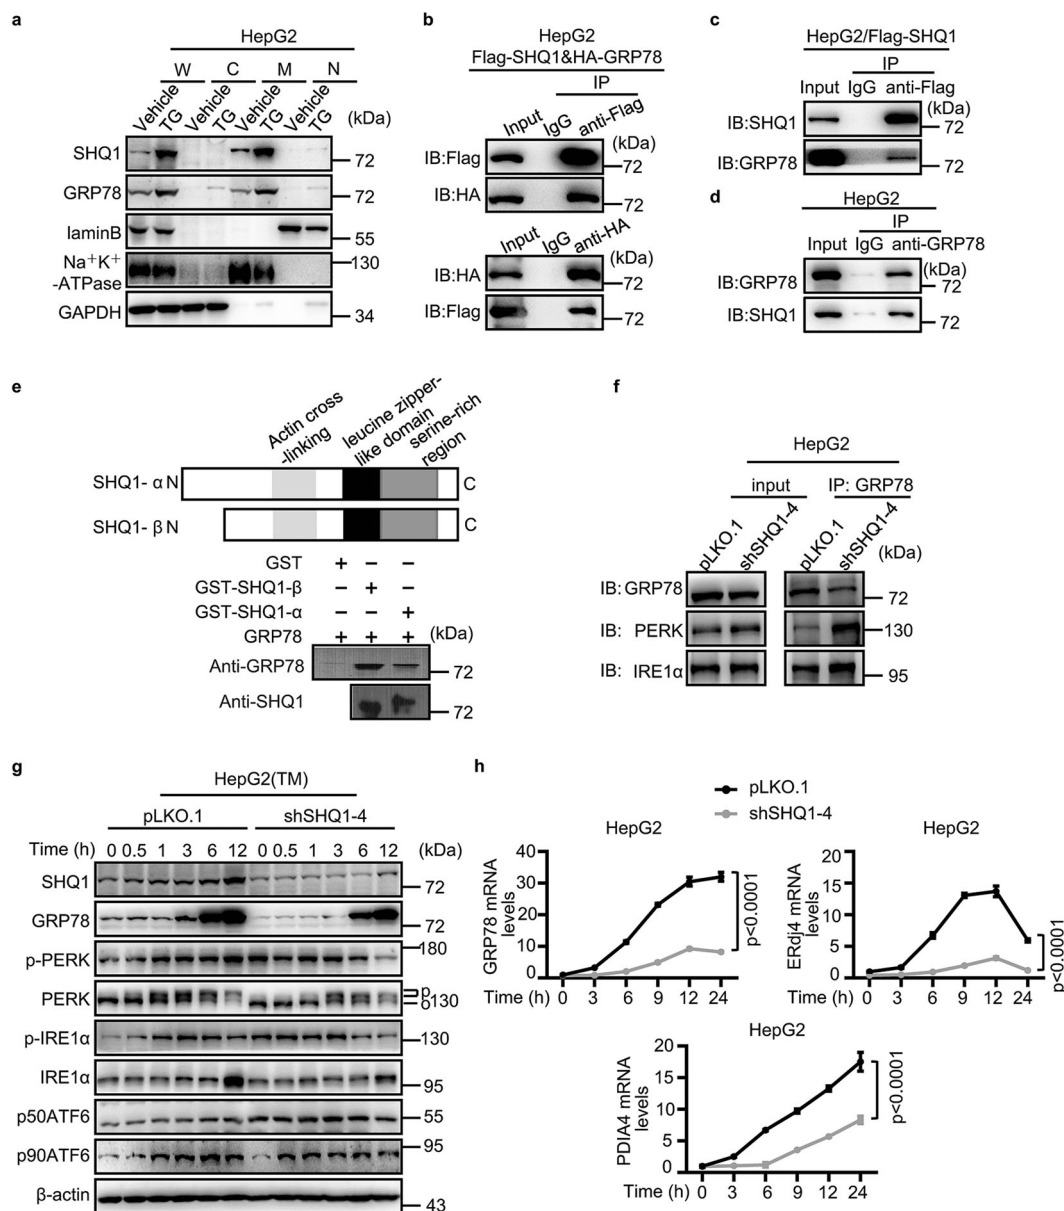 a
HepG2
W C M N
Vehicle TG Vehicle TG Vehicle TG Vehicle TG (kDa)
SHQ1 72
GRP78 72
laminB 55
Na⁺K⁺ 130
-ATPase
GAPDH 34
b
HepG2
Flag-SHQ1&HA-GRP78
IP
Input IgG anti-Flag (kDa)
IB:Flag 72
IB:HA
Input IgG anti-HA
IB:HA
IB:Flag 72
c
HepG2/Flag-SHQ1
IP
Input IgG anti-Flag
(kDa)
IB:SHQ1 72
IB:GRP78 72
d
HepG2
IP
Input IgG anti-GRP78
(kDa)
IB:GRP78 72
IB:SHQ1 72
e
Actin cross
-linking
leucine zipper-
like domain
serine-rich
region
SHQ1- α N C
SHQ1- β N C
GST + − −
GST-SHQ1-β − + −
GST-SHQ1-α − − +
GRP78 + + + (kDa)
Anti-GRP78 72
Anti-SHQ1 72
f
HepG2
input IP: GRP78
pLKO.1 shSHQ1-4 pLKO.1 shSHQ1-4 (kDa)
IB: GRP78 72
IB: PERK 130
IB: IRE1α 95
g
HepG2(TM)
pLKO.1 shSHQ1-4
Time (h) 0 0.5 1 3 6 12 0 0.5 1 3 6 12 (kDa)
SHQ1 72
GRP78 72
p-PERK 180
PERK p o 130
p-IRE1α 130
IRE1α 95
p50ATF6 55
p90ATF6 95
β-actin 43
h
pLKO.1
shSHQ1-4
HepG2
GRP78 mRNA
levels
40
30
20
10
0
p<0.0001
Time (h) 0 3 6 9 12 24
HepG2
ERdj4 mRNA
levels
20
15
10
5
0
p<0.0001
Time (h) 0 3 6 9 12 24
HepG2
PDIA4 mRNA
levels
20
15
10
5
0
p<0.0001
Time (h) 0 3 6 9 12 24